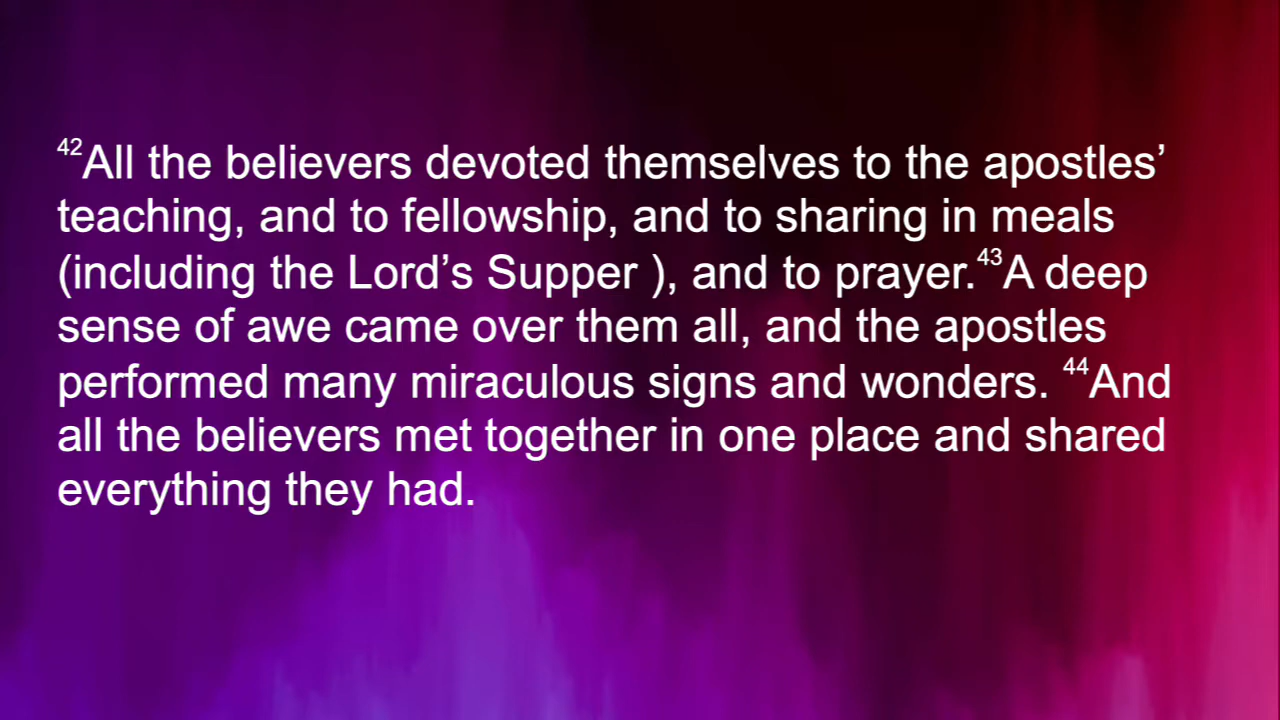 42All the believers devoted themselves to the apostles’
teaching, and to fellowship, and to sharing in meals
(including the Lord’s Supper ), and to prayer.43A deep
sense of awe came over them all, and the apostles
performed many miraculous signs and wonders. 44And
all the believers met together in one place and shared
everything they had.